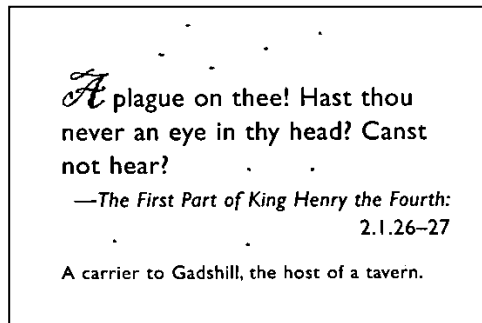 A plague on thee! Hast thou
never an eye in thy head? Canst
not hear?
—The First Part of King Henry the Fourth:
2.1.26–27
A carrier to Gadshill, the host of a tavern.